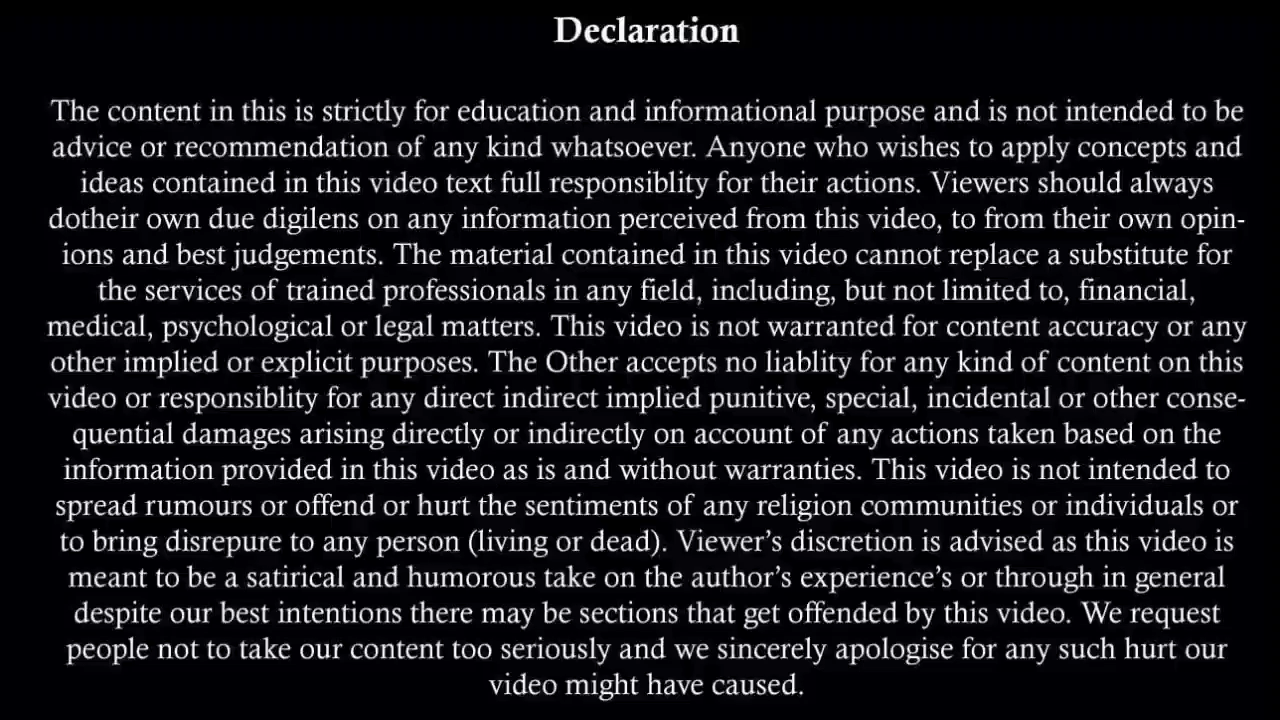 Declaration
The content in this is strictly for education and informational purpose and is not intended to be
advice or recommendation of any kind whatsoever. Anyone who wishes to apply concepts and
ideas contained in this video text full responsiblity for their actions. Viewers should always
dotheir own due digilens on any information perceived from this video, to from their own opin-
ions and best judgements. The material contained in this video cannot replace a substitute for
the services of trained professionals in any field, including, but not limited to, financial,
medical, psychological or legal matters. This video is not warranted for content accuracy or any
other implied or explicit purposes. The Other accepts no liablity for any kind of content on this
video or responsiblity for any direct indirect implied punitive, special, incidental or other conse-
quential damages arising directly or indirectly on account of any actions taken based on the
information provided in this video as is and without warranties. This video is not intended to
spread rumours or offend or hurt the sentiments of any religion communities or individuals or
to bring disrepure to any person (living or dead). Viewer's discretion is advised as this video is
meant to be a satirical and humorous take on the author's experience's or through in general
despite our best intentions there may be sections that get offended by this video. We request
people not to take our content too seriously and we sincerely apologise for any such hurt our
video might have caused.